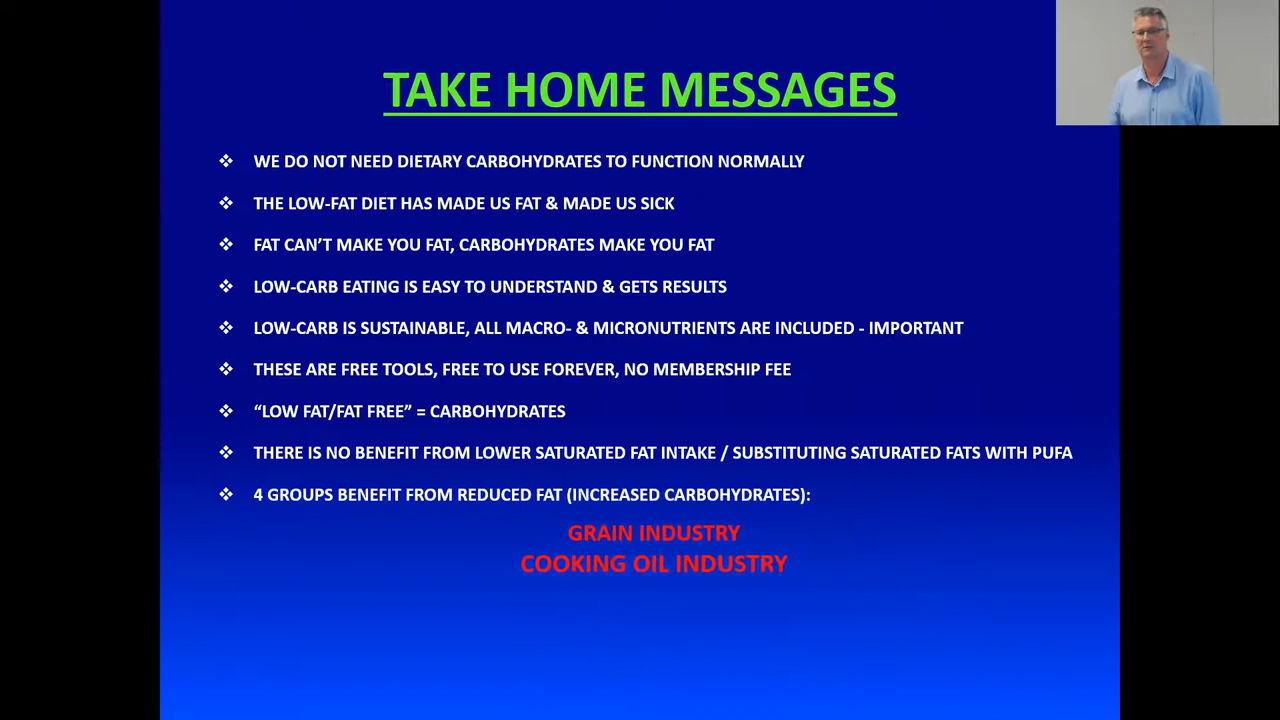 TAKE HOME MESSAGES
❖ WE DO NOT NEED DIETARY CARBOHYDRATES TO FUNCTION NORMALLY
❖ THE LOW-FAT DIET HAS MADE US FAT & MADE US SICK
❖ FAT CAN'T MAKE YOU FAT, CARBOHYDRATES MAKE YOU FAT
❖ LOW-CARB EATING IS EASY TO UNDERSTAND & GETS RESULTS
❖ LOW-CARB IS SUSTAINABLE, ALL MACRO- & MICRONUTRIENTS ARE INCLUDED - IMPORTANT
❖ THESE ARE FREE TOOLS, FREE TO USE FOREVER, NO MEMBERSHIP FEE
❖ “LOW FAT/FAT FREE” = CARBOHYDRATES
❖ THERE IS NO BENEFIT FROM LOWER SATURATED FAT INTAKE / SUBSTITUTING SATURATED FATS WITH PUFA
❖ 4 GROUPS BENEFIT FROM REDUCED FAT (INCREASED CARBOHYDRATES):
GRAIN INDUSTRY
COOKING OIL INDUSTRY